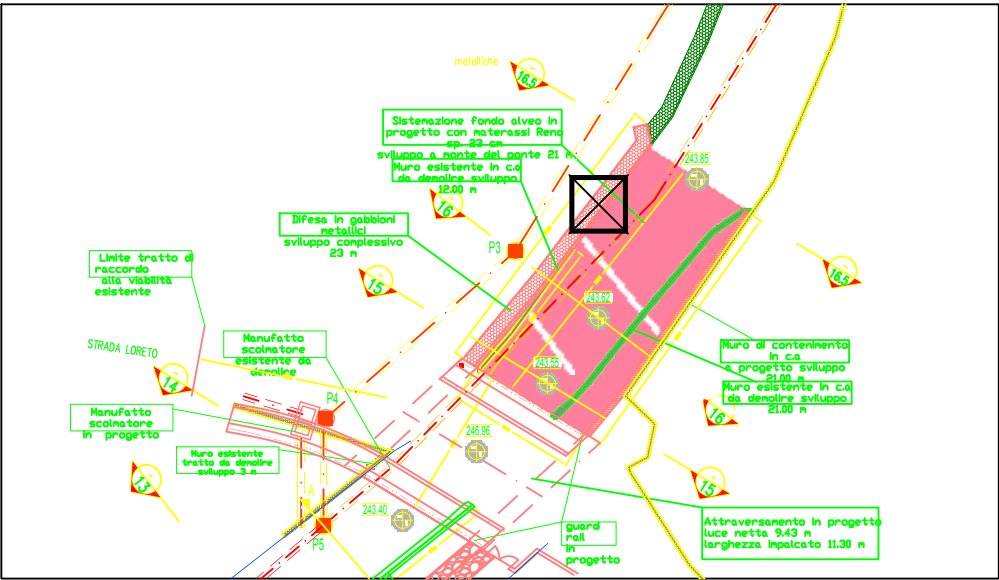 metalliche
16.5
Sistemazione fondo alveo in
progetto con materassi Reno
sp. 23 cm
sviluppo a monte del ponte 21 m
Muro esistente in c.a
da demolire sviluppo
12.00 m
243.85
16
Difesa in gabbioni
metallici
sviluppo complessivo
23 m
P3
Limite tratto di
raccordo
alla viabilità
esistente
15
16.5
243.62
STRADA LORETO
Manufatto
scolmatore
esistente da
demolire
Muro di contenimento
in c.a
a progetto sviluppo
21.00 m
243.55
14
Muro esistente in c.a
da demolire sviluppo
21.00 m
P4
16
Manufatto
scolmatore
in progetto
246.96
Muro esistente
tratto da demolire
sviluppo 3 m
13
15
A
243.40
P5
guard
rail
in
progetto
Attraversamento in progetto
luce netta 9.43 m
larghezza impalcato 11.30 m